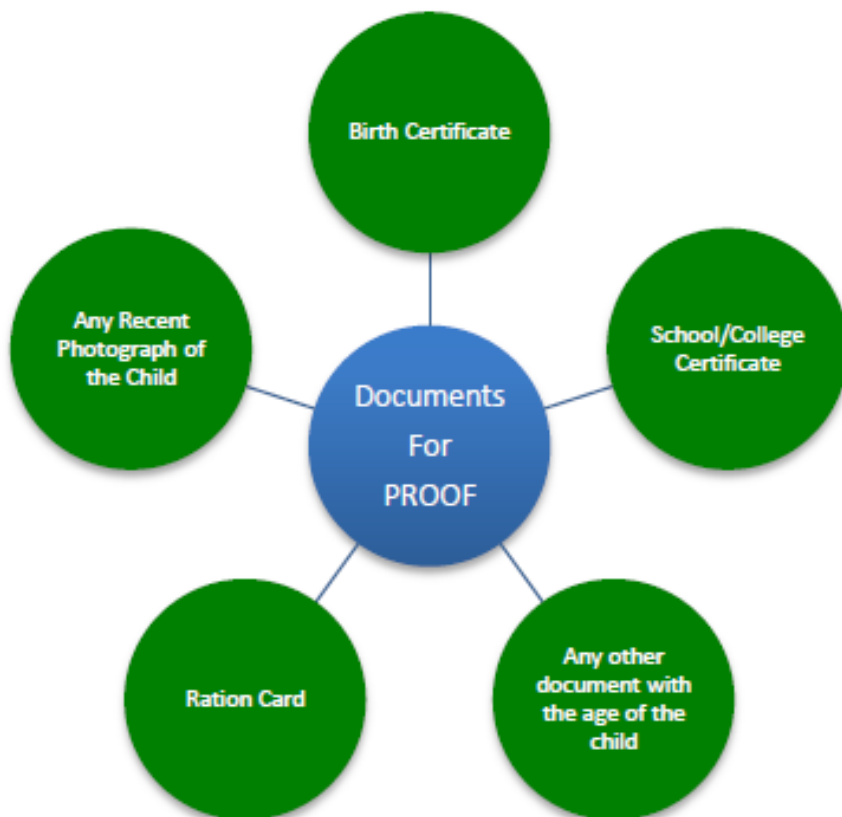 Birth Certificate
Any Recent
Photograph of
the Child
School/College
Certificate
Documents
For
PROOF
Ration Card
Any other
document with
the age of the
child